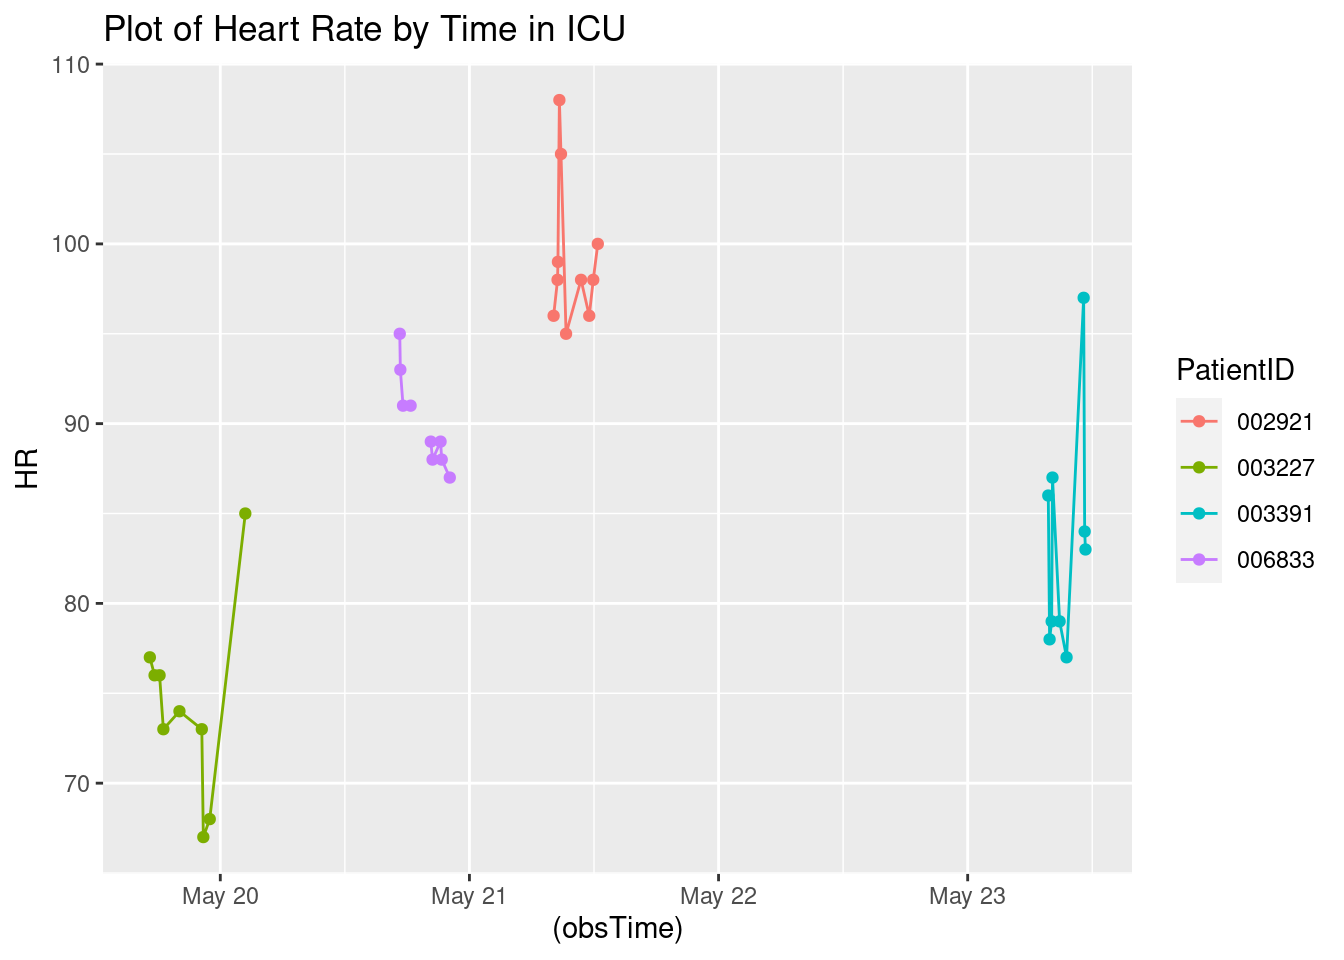 Plot of Heart Rate by Time in ICU
110
100
90
80
70
HR
May 20
May 21
May 22
May 23
(obsTime)
PatientID
002921
003227
003391
006833